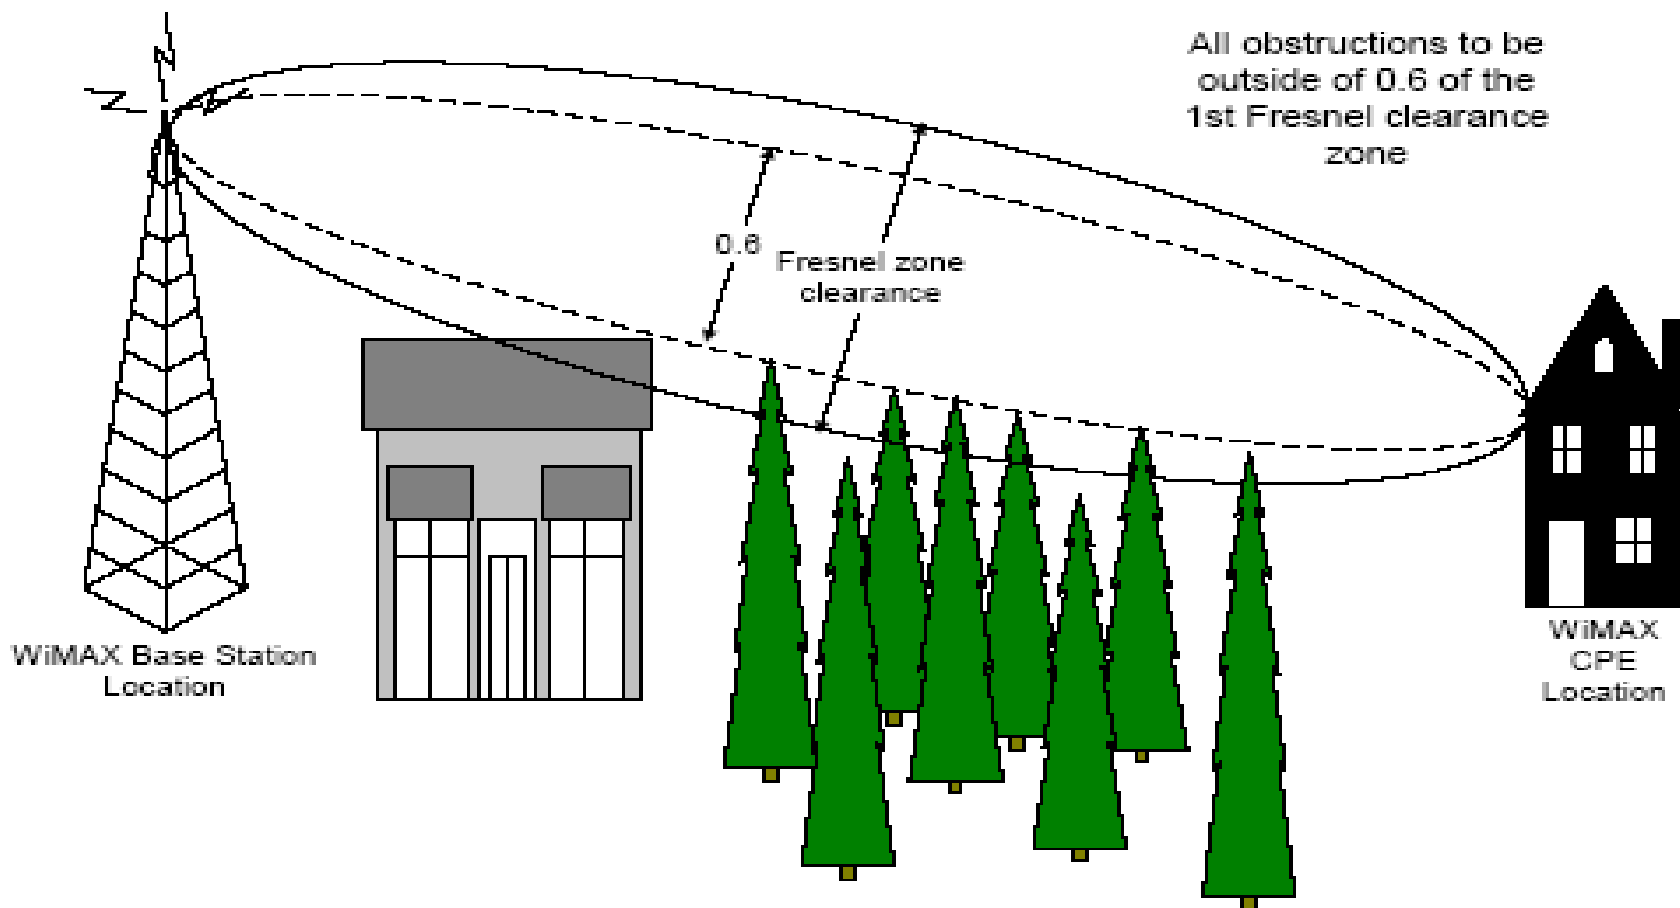 All obstructions to be
outside of 0.6 of the
1st Fresnel clearance
zone
0.6
Fresnel zone
clearance
WiMAX Base Station
Location
WiMAX
CPE
Location